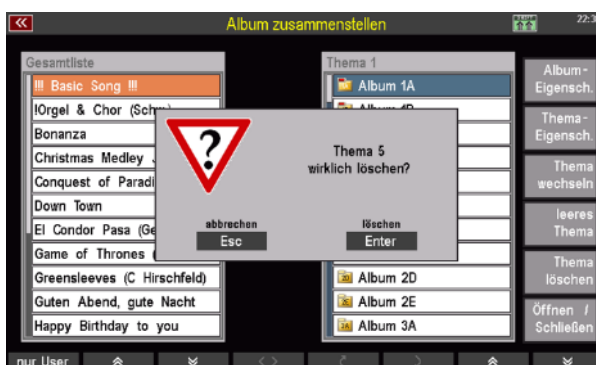 Album zusammenstellen
22:3
Gesamtliste
Thema 1
!!! Basic Song !!!
Album 1A
!Orgel & Chor
Bonanza
Christmas Medley
Conquest of Paradi
Down Town
El Condor Pasa (Ge
Game of Thrones
Greensleeves (C Hirschfeld)
Album 2D
Guten Abend, gute Nacht
Album 2E
Happy Birthday to you
Album 3A
Thema 5
wirklich löschen?
abbrechen
löschen
Esc
Enter
Album-
Eigensch.
Thema-
Eigensch.
Thema
wechseln
leeres
Thema
Thema
löschen
Öffnen /
Schließen
nur User